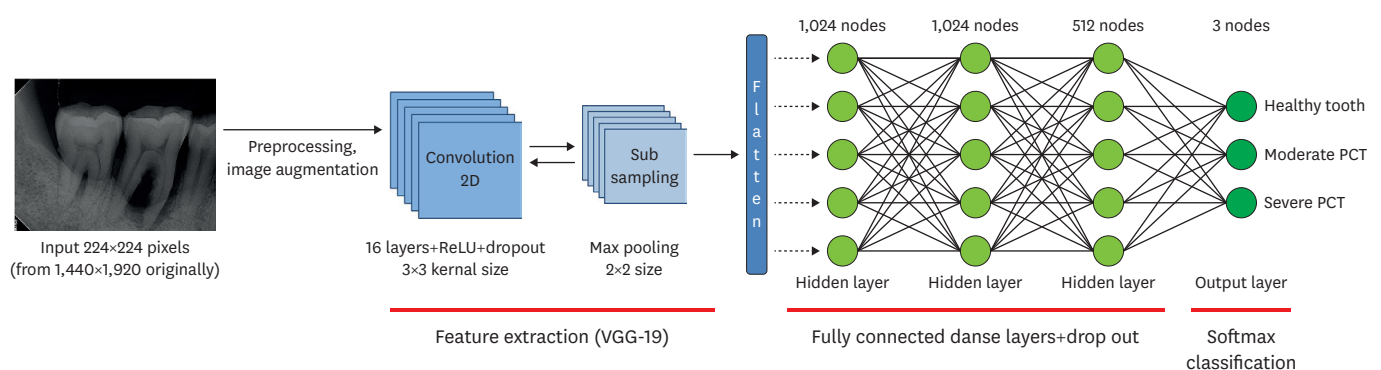 1,024 nodes
1,024 nodes
512 nodes
3 nodes
Preprocessing,
image augmentation
Convolution
2D
Sub
sampling
Flatten
Healthy tooth
Moderate PCT
Severe PCT
Input 224×224 pixels
(from 1,440×1,920 originally)
16 layers+ReLU+dropout
3×3 kernal size
Max pooling
2×2 size
Hidden layer
Hidden layer
Hidden layer
Output layer
Feature extraction (VGG-19)
Fully connected danse layers+drop out
Softmax
classification